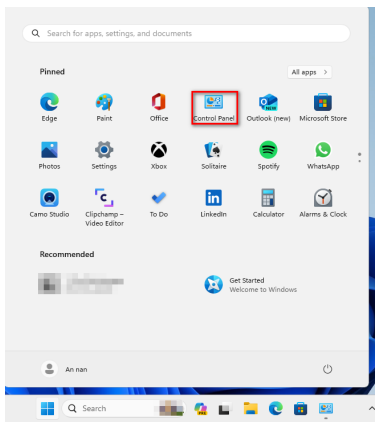 Search for apps, settings, and documents
Pinned
All apps >
Edge
Paint
Office
Control Panel
Outlook (new)
Microsoft Store
Photos
Settings
Xbox
Solitaire
Spotify
WhatsApp
Camo Studio
Clipchamp –
Video Editor
To Do
LinkedIn
Calculator
Alarms & Clock
Recommended
Get Started
Welcome to Windows
An nan
Search